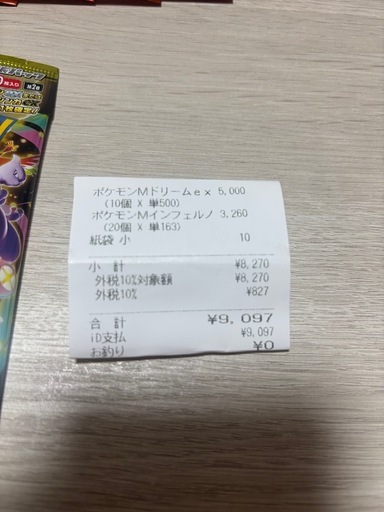 ポケモンMドリームex 5,000
(10個 X 単500)
ポケモンMインフェルノ 3,260
(20個 X 単163)
紙袋 小 10
小 計 ¥8,270
外税10%対象額 ¥8,270
外税10% ¥827
合 計 ¥9,097
iD支払 ¥9,097
お釣り ¥0